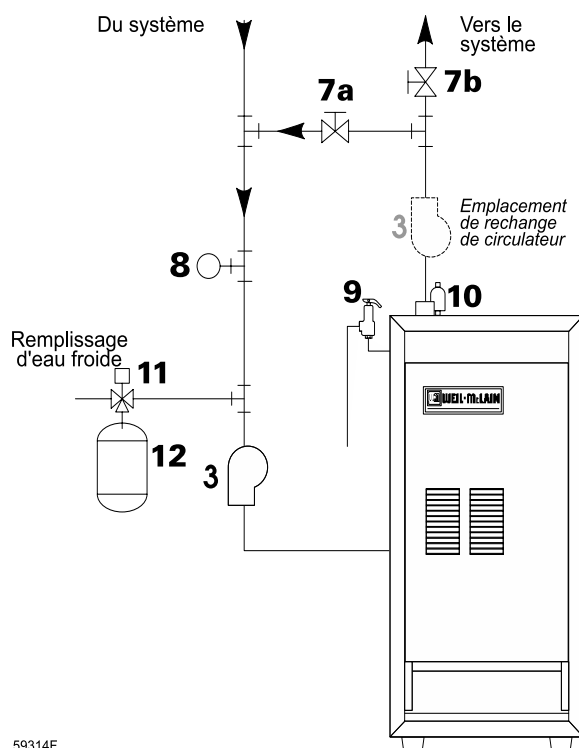 Du système
Vers le
système
7a
7b
3
Emplacement
de rechange
de circulateur
8
9
10
Remplissage
d'eau froide
11
12
3
WEIL-McLAIN
59314F